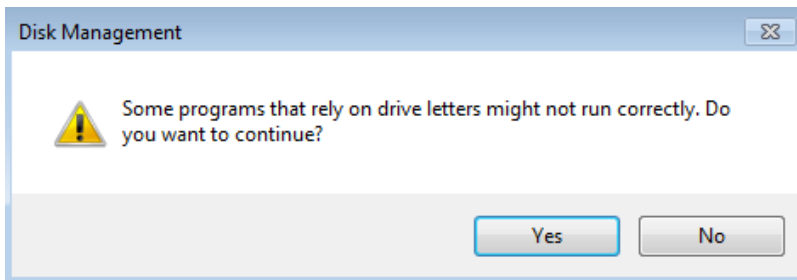 Disk Management
Some programs that rely on drive letters might not run correctly. Do
you want to continue?
Yes
No